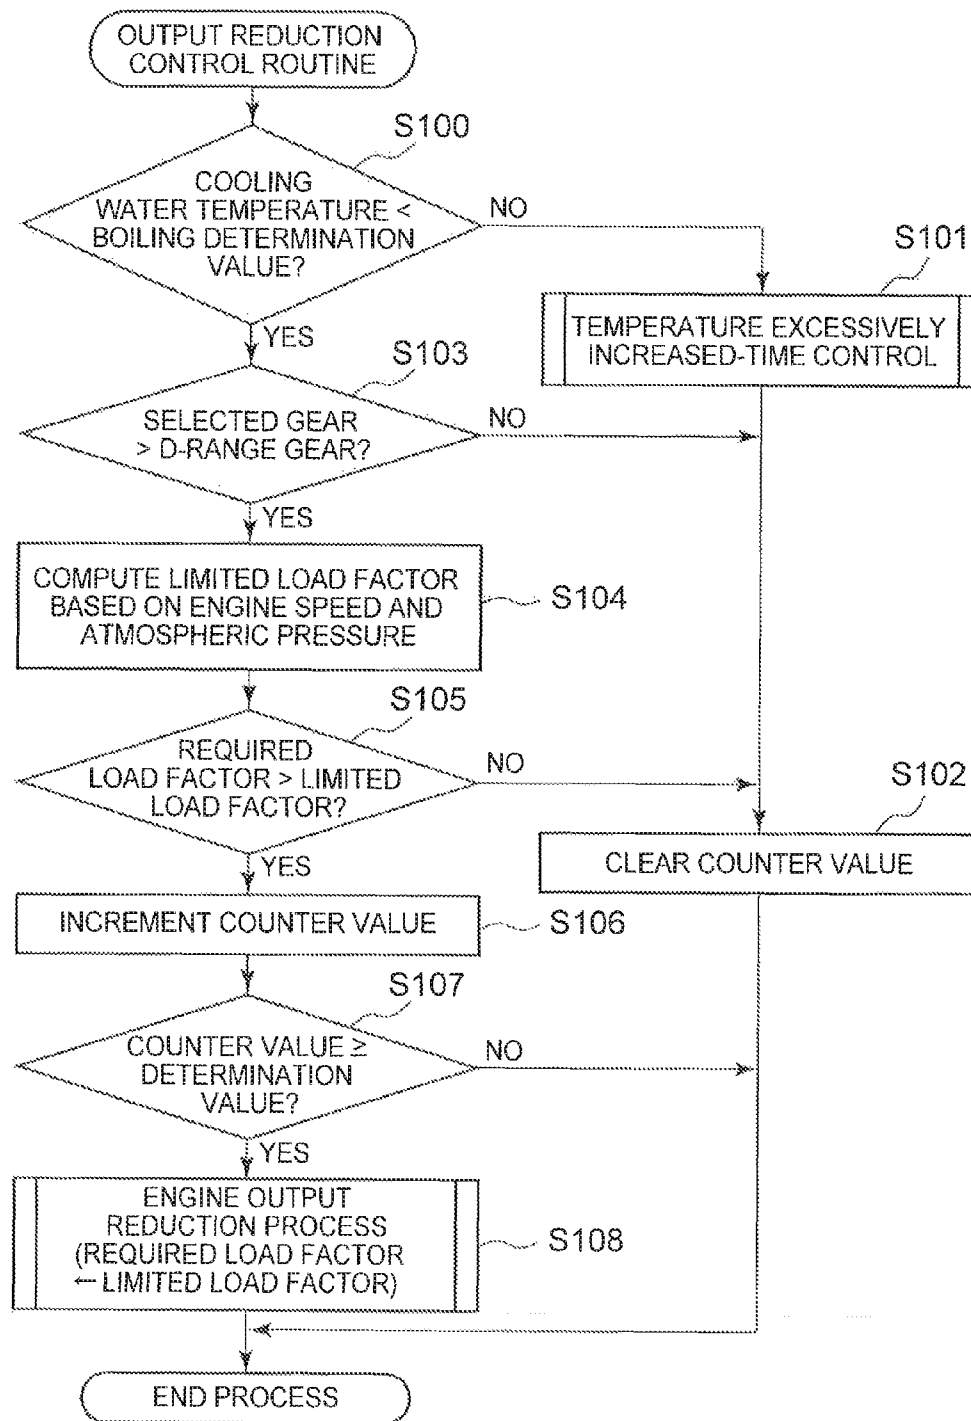 OUTPUT REDUCTION
CONTROL ROUTINE
S100
COOLING
WATER TEMPERATURE <
BOILING DETERMINATION
VALUE?
NO
YES
S101
TEMPERATURE EXCESSIVELY
INCREASED-TIME CONTROL
S103
SELECTED GEAR
> D-RANGE GEAR?
NO
YES
COMPUTE LIMITED LOAD FACTOR
BASED ON ENGINE SPEED AND
ATMOSPHERIC PRESSURE
S104
S105
REQUIRED
LOAD FACTOR > LIMITED
LOAD FACTOR?
NO
YES
S102
CLEAR COUNTER VALUE
INCREMENT COUNTER VALUE
S106
S107
COUNTER VALUE ≥
DETERMINATION
VALUE?
NO
YES
ENGINE OUTPUT
REDUCTION PROCESS
(REQUIRED LOAD FACTOR
← LIMITED LOAD FACTOR)
S108
END PROCESS